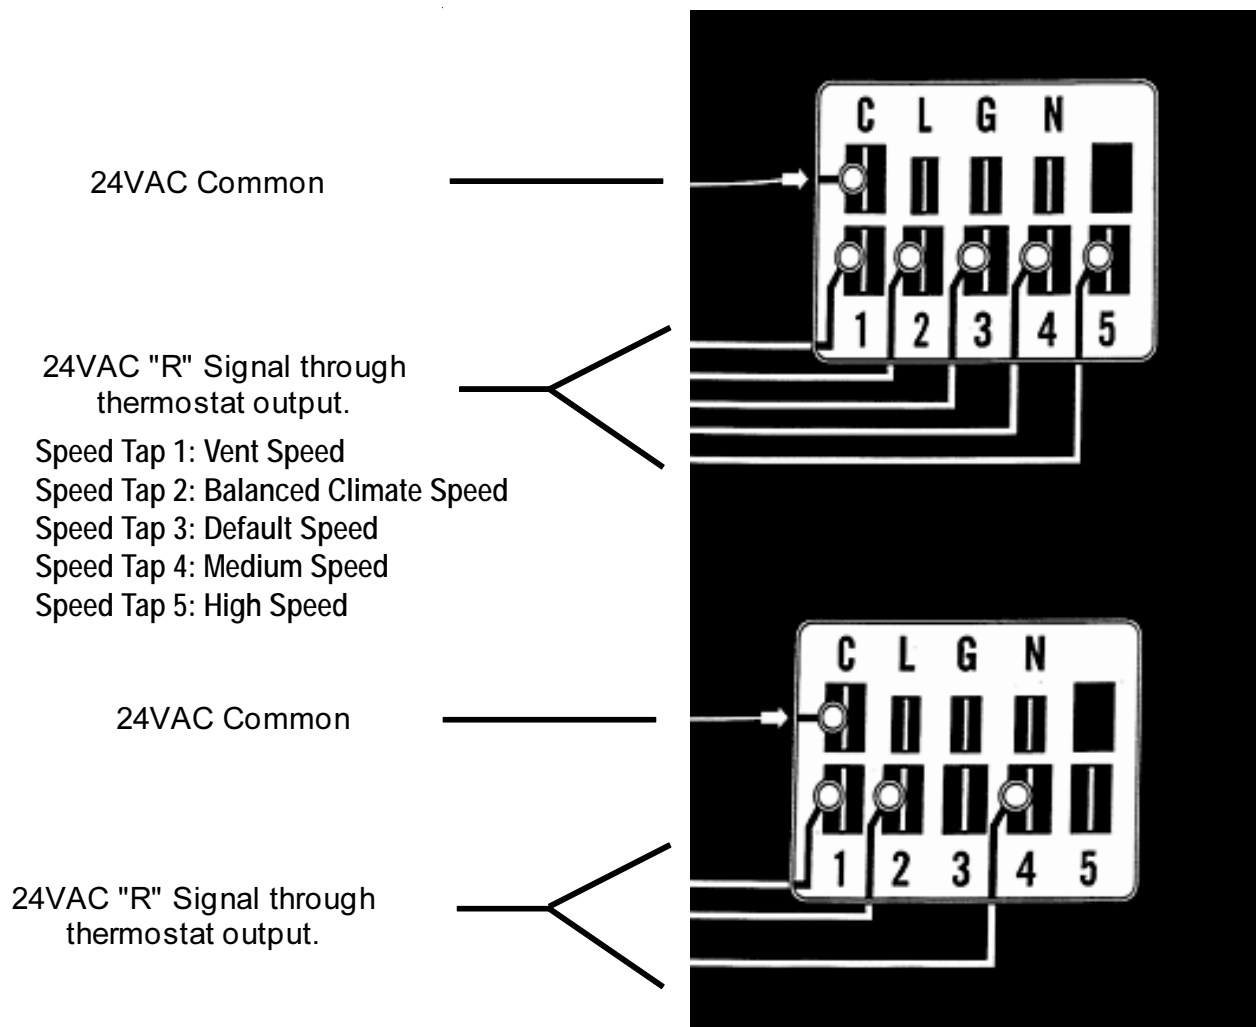 C L G N
24VAC Common
1 2 3 4 5
24VAC "R" Signal through
thermostat output.
Speed Tap 1: Vent Speed
Speed Tap 2: Balanced Climate Speed
Speed Tap 3: Default Speed
Speed Tap 4: Medium Speed
Speed Tap 5: High Speed
C L G N
24VAC Common
1 2 3 4 5
24VAC "R" Signal through
thermostat output.